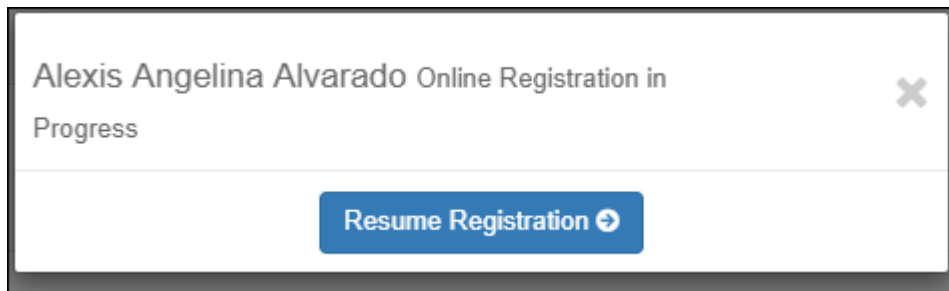 Alexis Angelina Alvarado Online Registration in
Progress
Resume Registration